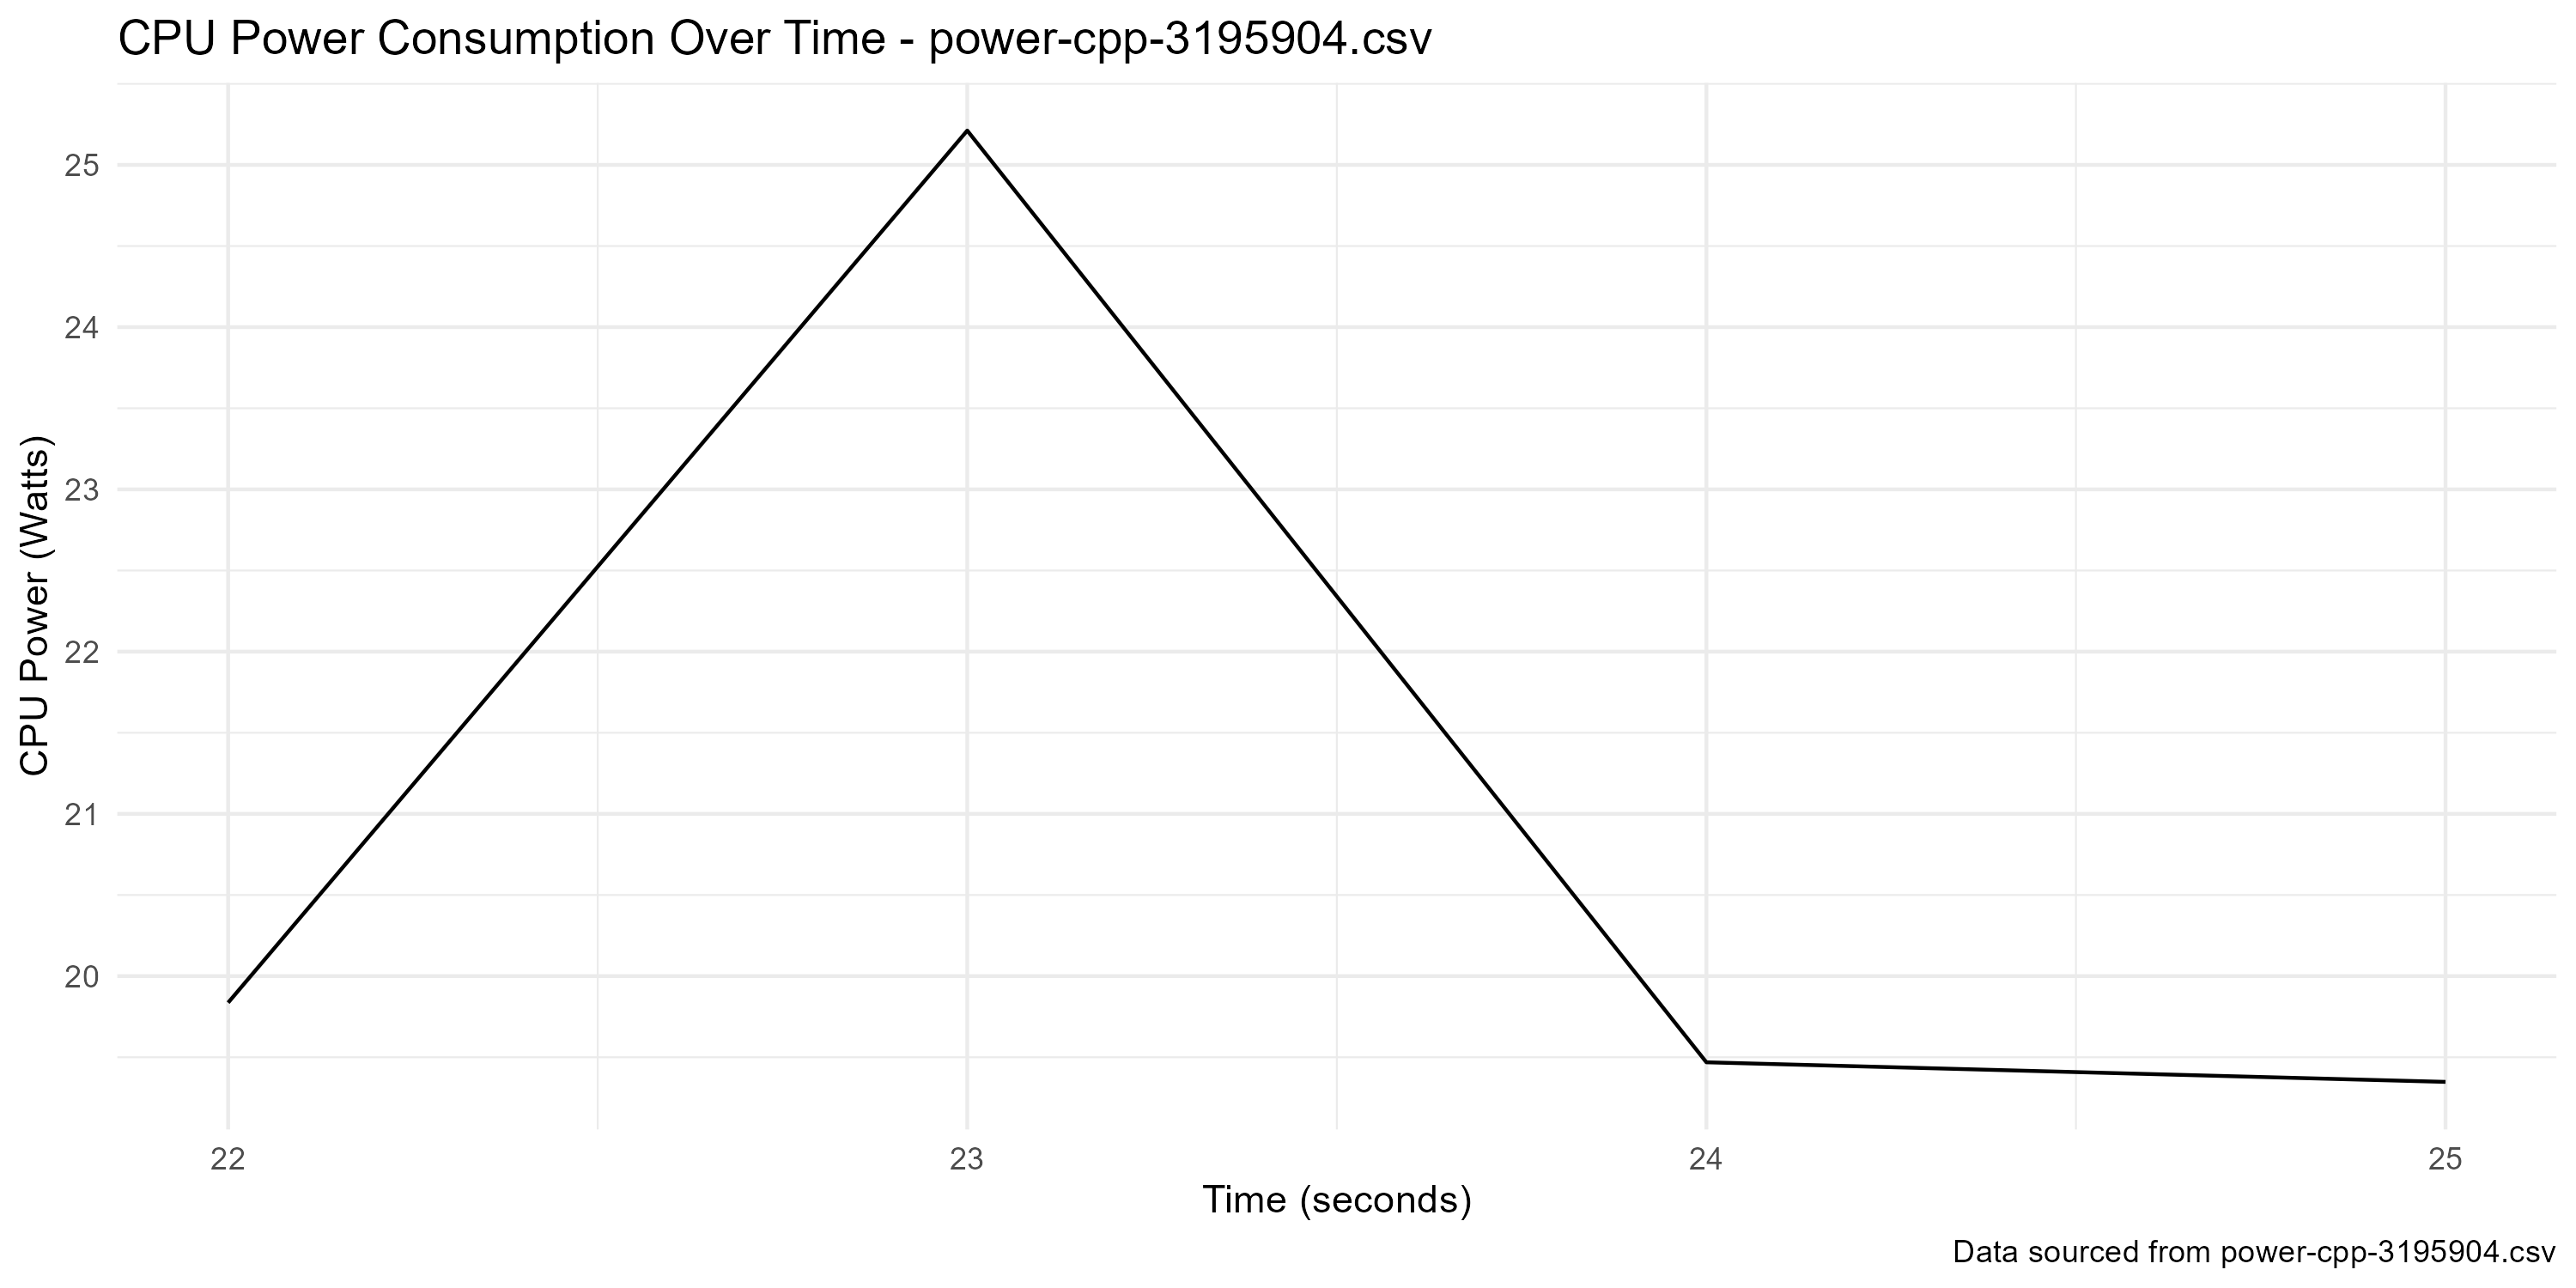 CPU Power Consumption Over Time - power-cpp-3195904.csv
CPU Power (Watts)
25
24
23
22
21
20
22 23 24 25
Time (seconds)
Data sourced from power-cpp-3195904.csv